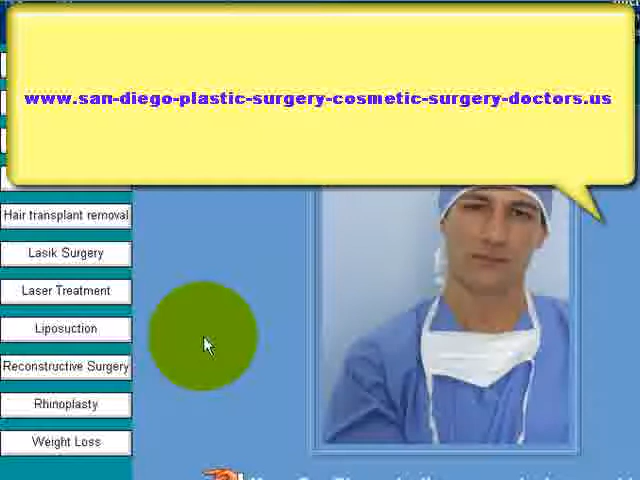 www.san-diego-plastic-surgery-cosmetic-surgery-doctors.us
Hair transplant removal
Lasik Surgery
Laser Treatment
Liposuction
Reconstructive Surgery
Rhinoplasty
Weight Loss